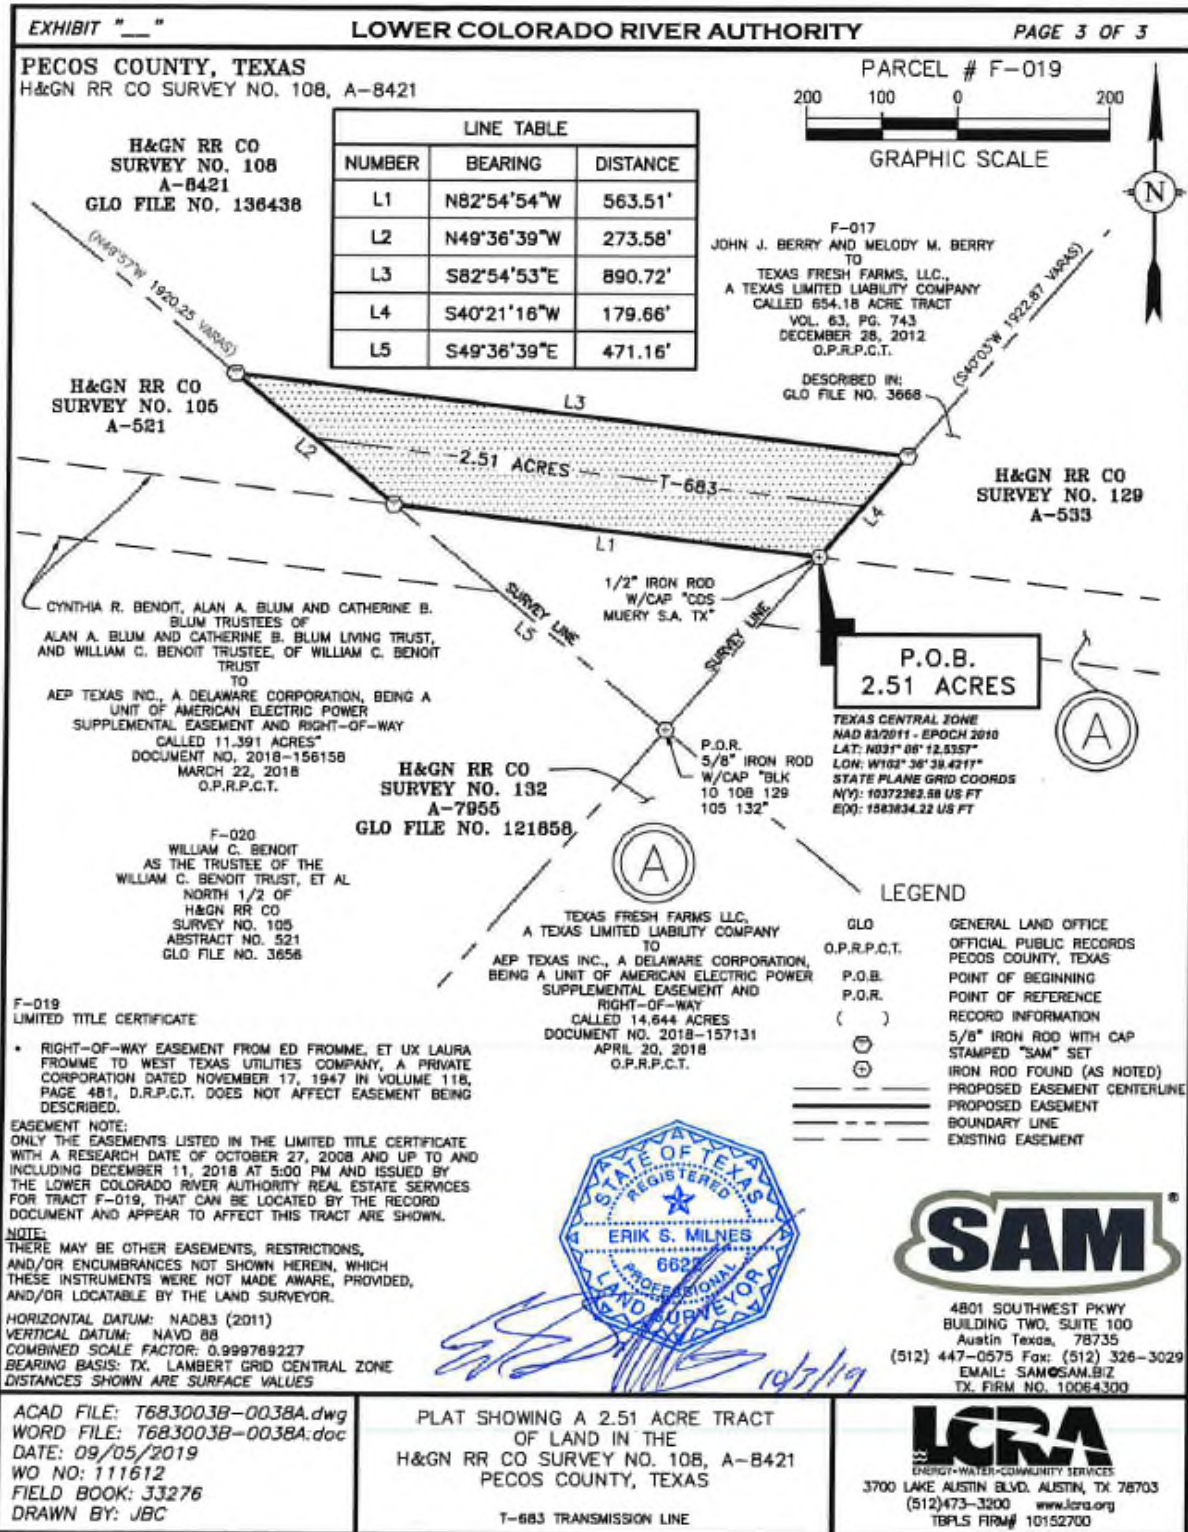 EXHIBIT "__"
LOWER COLORADO RIVER AUTHORITY
PAGE 3 OF 3
PECOS COUNTY, TEXAS
H&GN RR CO SURVEY NO. 108, A-8421
PARCEL # F-019
200 100 0 200
GRAPHIC SCALE
N
H&GN RR CO
SURVEY NO. 108
A-8421
GLO FILE NO. 136438
LINE TABLE
NUMBER BEARING DISTANCE
L1 N82°54'54"W 563.51'
L2 N49°36'39"W 273.58'
L3 S82°54'53"E 890.72'
L4 S40°21'16"W 179.66'
L5 S49°36'39"E 471.16'
F-017
JOHN J. BERRY AND MELODY M. BERRY
TO
TEXAS FRESH FARMS, LLC.,
A TEXAS LIMITED LIABILITY COMPANY
CALLED 654.18 ACRE TRACT
VOL. 63, PG. 743
DECEMBER 28, 2012
O.P.R.P.C.T.
DESCRIBED IN:
GLO FILE NO. 3668
(N49°57'W 1920.25 VARAS)
(S40°03'W 1922.87 VARAS)
H&GN RR CO
SURVEY NO. 105
A-521
L3
L2
2.51 ACRES
T-683
L4
L1
H&GN RR CO
SURVEY NO. 129
A-533
1/2" IRON ROD
W/CAP "CDS
MUERY S.A. TX"
SURVEY LINE
L5
SURVEY LINE
CYNTHIA R. BENOIT, ALAN A. BLUM AND CATHERINE B.
BLUM TRUSTEES OF
ALAN A. BLUM AND CATHERINE B. BLUM LIVING TRUST,
AND WILLIAM C. BENOIT TRUSTEE, OF WILLIAM C. BENOIT
TRUST
TO
AEP TEXAS INC., A DELAWARE CORPORATION, BEING A
UNIT OF AMERICAN ELECTRIC POWER
SUPPLEMENTAL EASEMENT AND RIGHT-OF-WAY
CALLED 11.391 ACRES"
DOCUMENT NO. 2018-156158
MARCH 22, 2018
O.P.R.P.C.T.
P.O.B.
2.51 ACRES
A
TEXAS CENTRAL ZONE
NAD 83/2011 - EPOCH 2010
LAT: N031° 06' 12.5357"
LON: W102° 36' 39.4217"
STATE PLANE GRID COORDS
N(Y): 10372362.58 US FT
E(X): 1583834.22 US FT
P.O.R.
5/8" IRON ROD
W/CAP "BLK
10 108 129
105 132"
H&GN RR CO
SURVEY NO. 132
A-7955
GLO FILE NO. 121858
F-020
WILLIAM C. BENOIT
AS THE TRUSTEE OF THE
WILLIAM C. BENOIT TRUST, ET AL
NORTH 1/2 OF
H&GN RR CO
SURVEY NO. 105
ABSTRACT NO. 521
GLO FILE NO. 3656
A
TEXAS FRESH FARMS LLC,
A TEXAS LIMITED LIABILITY COMPANY
TO
AEP TEXAS INC., A DELAWARE CORPORATION,
BEING A UNIT OF AMERICAN ELECTRIC POWER
SUPPLEMENTAL EASEMENT AND
RIGHT-OF-WAY
CALLED 14.644 ACRES
DOCUMENT NO. 2018-157131
APRIL 20, 2018
O.P.R.P.C.T.
LEGEND
GLO GENERAL LAND OFFICE
O.P.R.P.C.T. OFFICIAL PUBLIC RECORDS
PECOS COUNTY, TEXAS
P.O.B. POINT OF BEGINNING
P.O.R. POINT OF REFERENCE
( ) RECORD INFORMATION
5/8" IRON ROD WITH CAP
STAMPED "SAM" SET
IRON ROD FOUND (AS NOTED)
PROPOSED EASEMENT CENTERLINE
PROPOSED EASEMENT
BOUNDARY LINE
EXISTING EASEMENT
F-019
LIMITED TITLE CERTIFICATE
• RIGHT-OF-WAY EASEMENT FROM ED FROMME, ET UX LAURA
FROMME TO WEST TEXAS UTILITIES COMPANY, A PRIVATE
CORPORATION DATED NOVEMBER 17, 1947 IN VOLUME 118,
PAGE 481, D.R.P.C.T. DOES NOT AFFECT EASEMENT BEING
DESCRIBED.
EASEMENT NOTE:
ONLY THE EASEMENTS LISTED IN THE LIMITED TITLE CERTIFICATE
WITH A RESEARCH DATE OF OCTOBER 27, 2008 AND UP TO AND
INCLUDING DECEMBER 11, 2018 AT 5:00 PM AND ISSUED BY
THE LOWER COLORADO RIVER AUTHORITY REAL ESTATE SERVICES
FOR TRACT F-019, THAT CAN BE LOCATED BY THE RECORD
DOCUMENT AND APPEAR TO AFFECT THIS TRACT ARE SHOWN.
NOTE:
THERE MAY BE OTHER EASEMENTS, RESTRICTIONS,
AND/OR ENCUMBRANCES NOT SHOWN HEREIN, WHICH
THESE INSTRUMENTS WERE NOT MADE AWARE, PROVIDED,
AND/OR LOCATABLE BY THE LAND SURVEYOR.
HORIZONTAL DATUM: NAD83 (2011)
VERTICAL DATUM: NAVD 88
COMBINED SCALE FACTOR: 0.999769227
BEARING BASIS: TX. LAMBERT GRID CENTRAL ZONE
DISTANCES SHOWN ARE SURFACE VALUES
STATE OF TEXAS
REGISTERED
ERIK S. MILNES
6622
PROFESSIONAL
LAND SURVEYOR
10/3/19
SAM®
4801 SOUTHWEST PKWY
BUILDING TWO, SUITE 100
Austin Texas, 78735
(512) 447-0575 Fax: (512) 326-3029
EMAIL: SAM@SAM.BIZ
TX. FIRM NO. 10064300
ACAD FILE: T683003B-0038A.dwg
WORD FILE: T683003B-0038A.doc
DATE: 09/05/2019
WO NO: 111612
FIELD BOOK: 33276
DRAWN BY: JBC
PLAT SHOWING A 2.51 ACRE TRACT
OF LAND IN THE
H&GN RR CO SURVEY NO. 108, A-8421
PECOS COUNTY, TEXAS
T-683 TRANSMISSION LINE
LCRA
ENERGY•WATER•COMMUNITY SERVICES
3700 LAKE AUSTIN BLVD. AUSTIN, TX 78703
(512)473-3200 www.lcra.org
TBPLS FIRM# 10152700